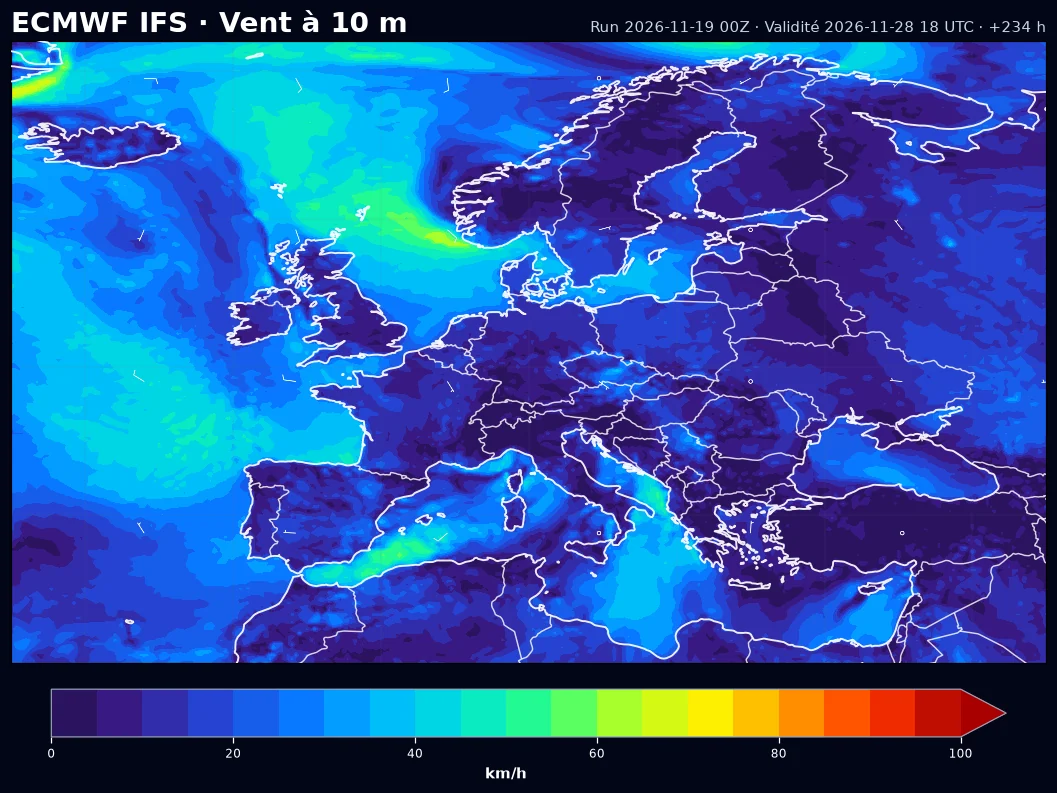 ECMWF IFS · Vent à 10 m
Run 2026-11-19 00Z · Validité 2026-11-28 18 UTC · +234 h
0 20 40 60 80 100
km/h